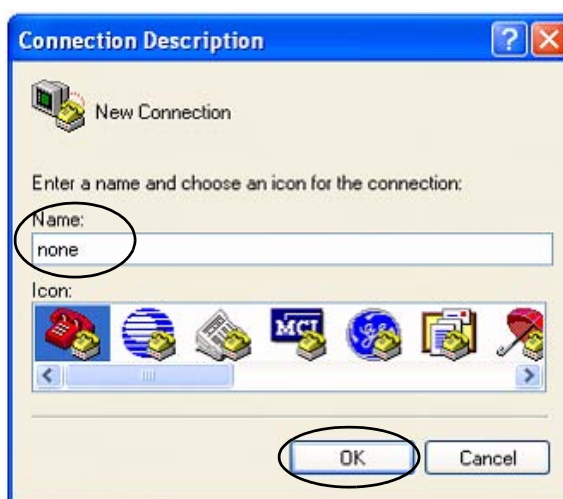 Connection Description
New Connection
Enter a name and choose an icon for the connection:
Name:
none
Icon:
MCI
OK
Cancel